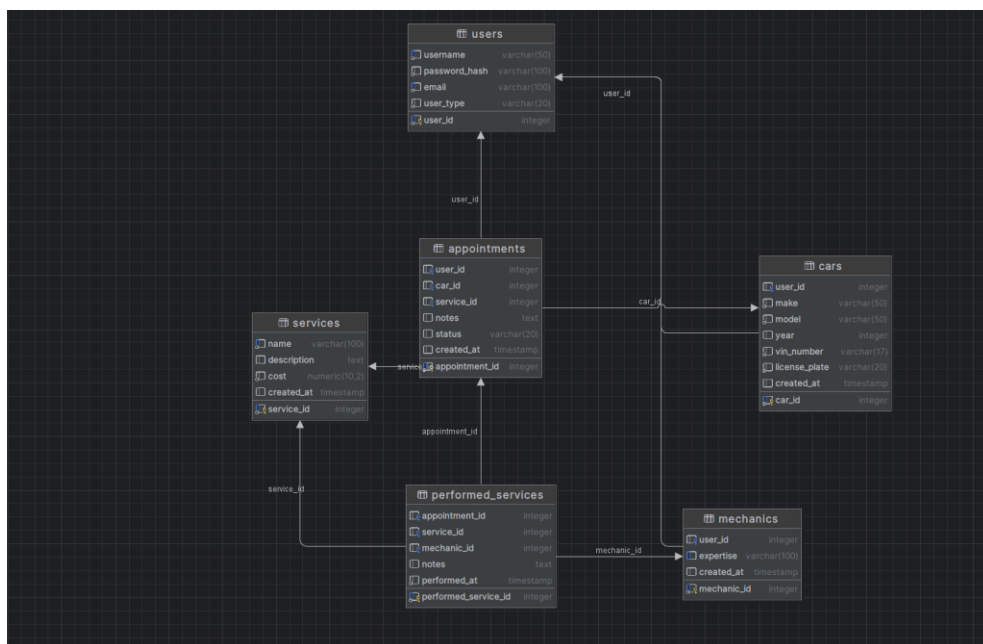 users
username varchar(50)
password_hash varchar(100)
email varchar(100)
user_type varchar(20)
user_id integer
user_id
user_id
appointments
user_id integer
car_id integer
service_id integer
notes text
status varchar(20)
created_at timestamp
appointment_id integer
car_id
cars
user_id integer
make varchar(50)
model varchar(50)
year integer
vin_number varchar(17)
license_plate varchar(20)
created_at timestamp
car_id integer
services
name varchar(100)
description text
cost numeric(10,2)
created_at timestamp
service_id integer
service
appointment_id
service_id
performed_services
appointment_id integer
service_id integer
mechanic_id integer
notes text
performed_at timestamp
performed_service_id integer
mechanic_id
mechanics
user_id integer
expertise varchar(100)
created_at timestamp
mechanic_id integer